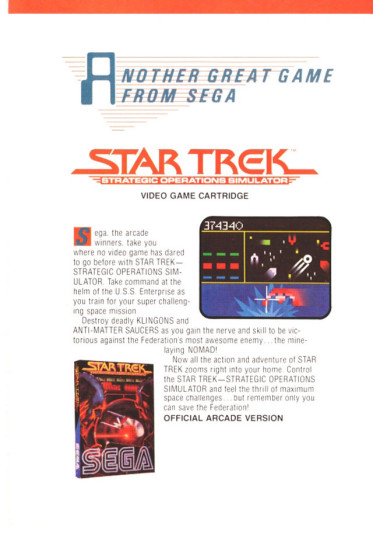 ANOTHER GREAT GAME
FROM SEGA
STAR TREK™
STRATEGIC OPERATIONS SIMULATOR
VIDEO GAME CARTRIDGE
374340
Sega, the arcade
winners, take you
where no video game has dared
to go before with STAR TREK—
STRATEGIC OPERATIONS SIM-
ULATOR. Take command at the
helm of the U.S.S. Enterprise as
you train for your super challeng-
ing space mission.
Destroy deadly KLINGONS and
ANTI-MATTER SAUCERS as you gain the nerve and skill to be vic-
torious against the Federation's most awesome enemy...the mine-
laying NOMAD!
Now all the action and adventure of STAR
TREK zooms right into your home. Control
the STAR TREK—STRATEGIC OPERATIONS
SIMULATOR and feel the thrill of maximum
space challenges...but remember only you
can save the Federation!
OFFICIAL ARCADE VERSION
STAR TREK
SEGA
SEGA